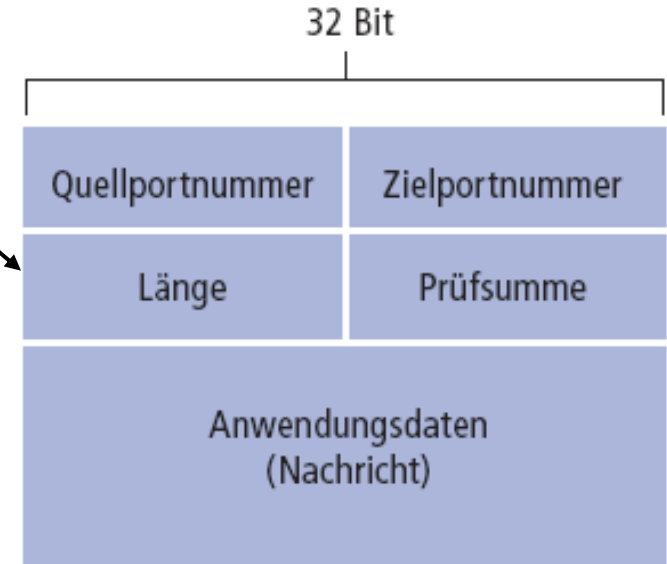 32 Bit
Quellportnummer Zielportnummer
Länge Prüfsumme
Anwendungsdaten
(Nachricht)